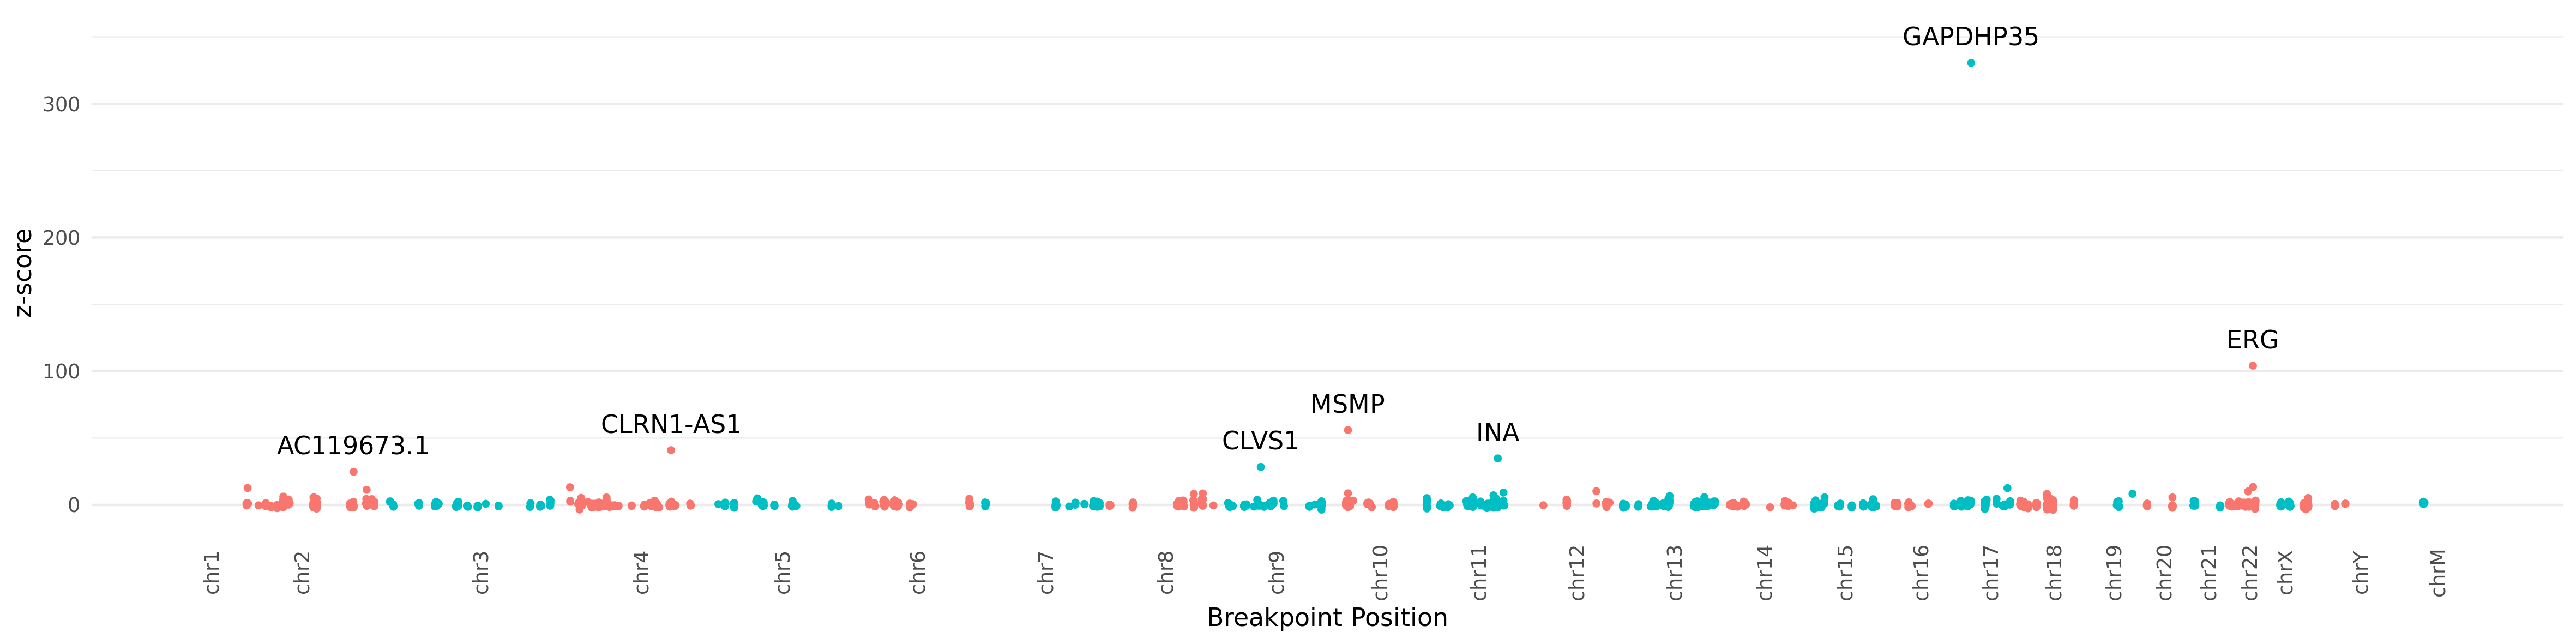 GAPDHP35
300
200
z-score
ERG
100
MSMP
CLRN1-AS1
INA
CLVS1
AC119673.1
0
chr1
chr2
chr3
chr4
chr5
chr6
chr7
chr8
chr9
chr10
chr11
chr12
chr13
chr14
chr15
chr16
chr17
chr18
chr19
chr20
chr21
chr22
chrX
chrY
chrM
Breakpoint Position